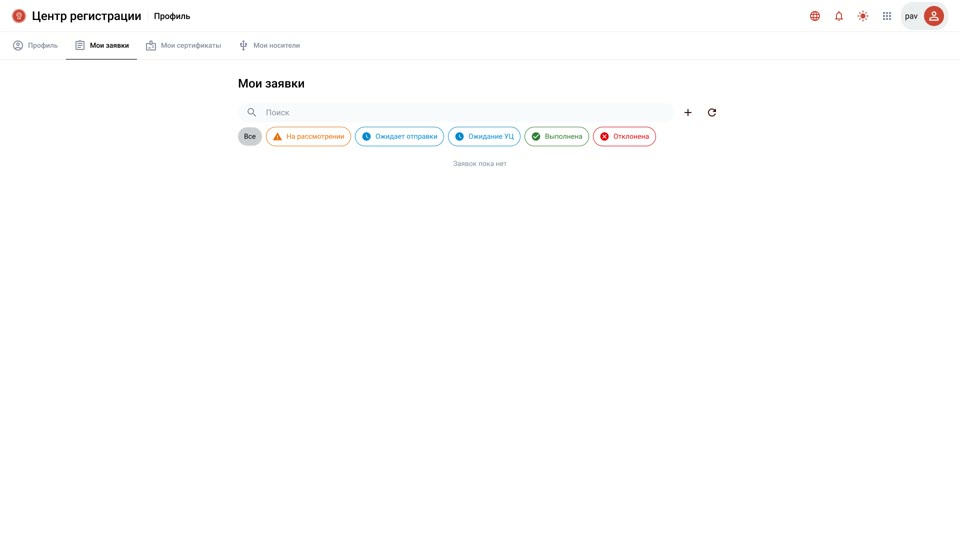 Центр регистрации Профиль pav
Профиль Мои заявки Мои сертификаты Мои носители
Мои заявки
Поиск
Все На рассмотрении Ожидает отправки Ожидание УЦ Выполнена Отклонена
Заявок пока нет